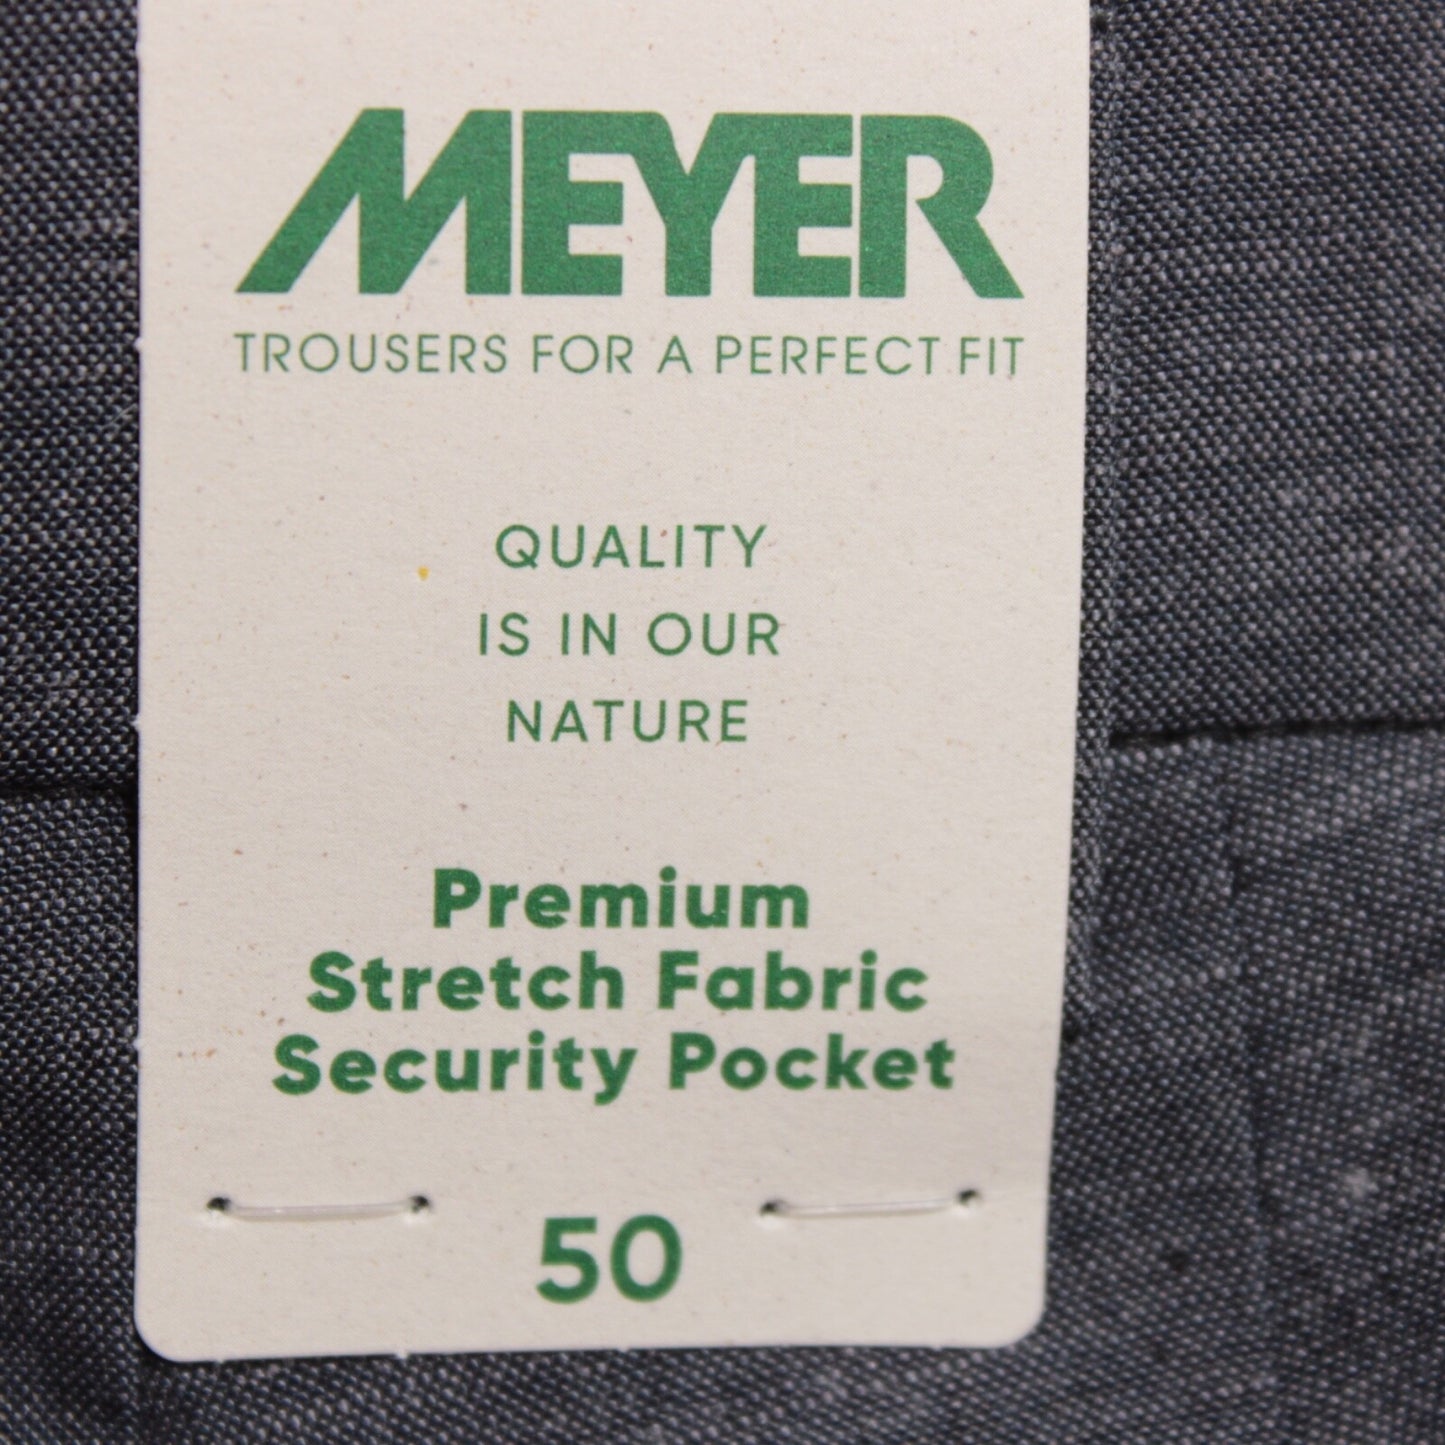 MEYER
TROUSERS FOR A PERFECT FIT
QUALITY
IS IN OUR
NATURE
Premium
Stretch Fabric
Security Pocket
50